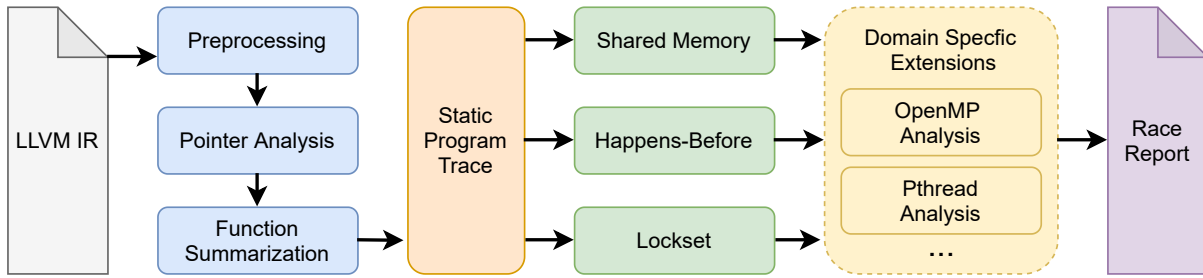 LLVM IR
Preprocessing
Pointer Analysis
Function
Summarization
Static
Program
Trace
Shared Memory
Happens-Before
Lockset
Domain Specfic
Extensions
OpenMP
Analysis
Pthread
Analysis
...
Race
Report